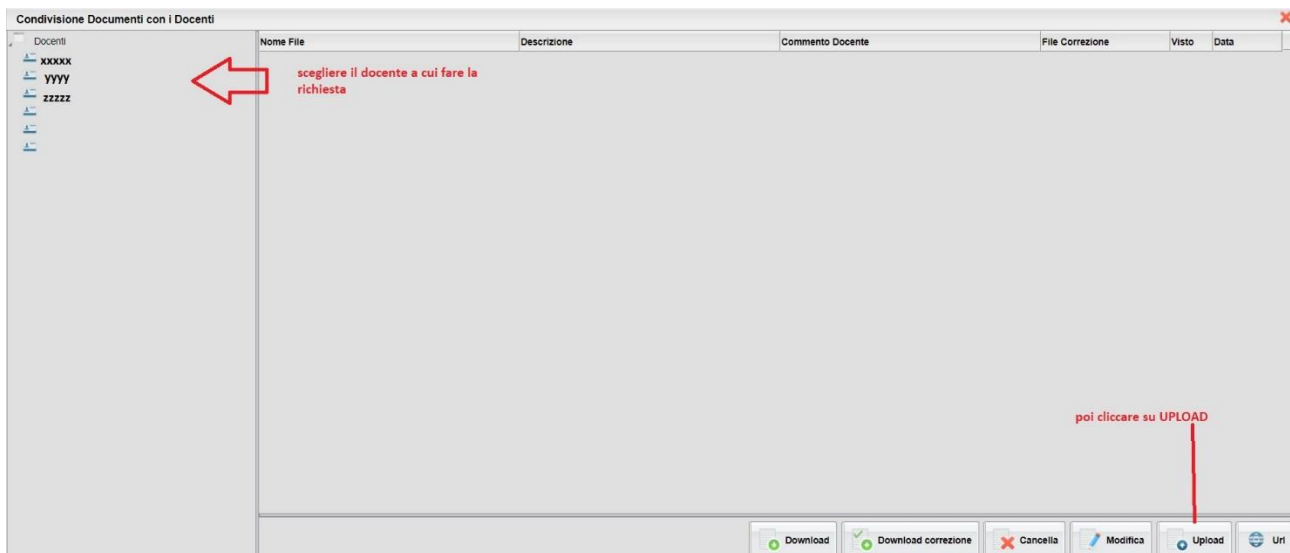 Condivisione Documenti con i Docenti
Docenti
xxxxx
yyyy
zzzzz
Nome File Descrizione Commento Docente File Correzione Visto Data
scegliere il docente a cui fare la
richiesta
poi cliccare su UPLOAD
Download Download correzione Cancella Modifica Upload Url